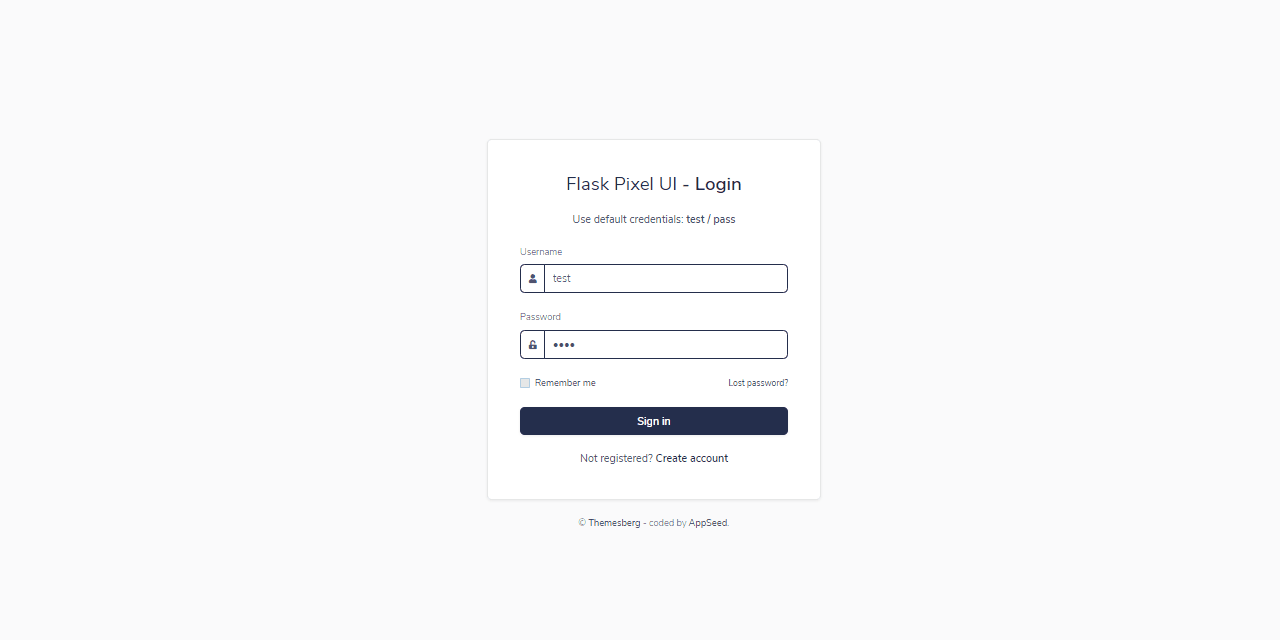 Flask Pixel UI - Login
Use default credentials: test / pass
Username
test
Password
••••
Remember me
Lost password?
Sign in
Not registered? Create account
© Themesberg - coded by AppSeed.